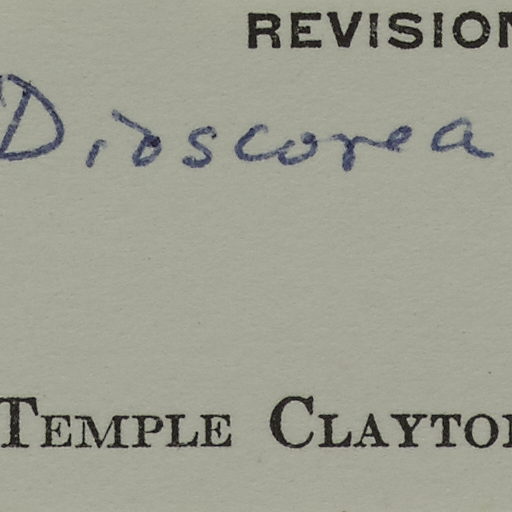 REVISION
Dioscorea
TEMPLE CLAYTO